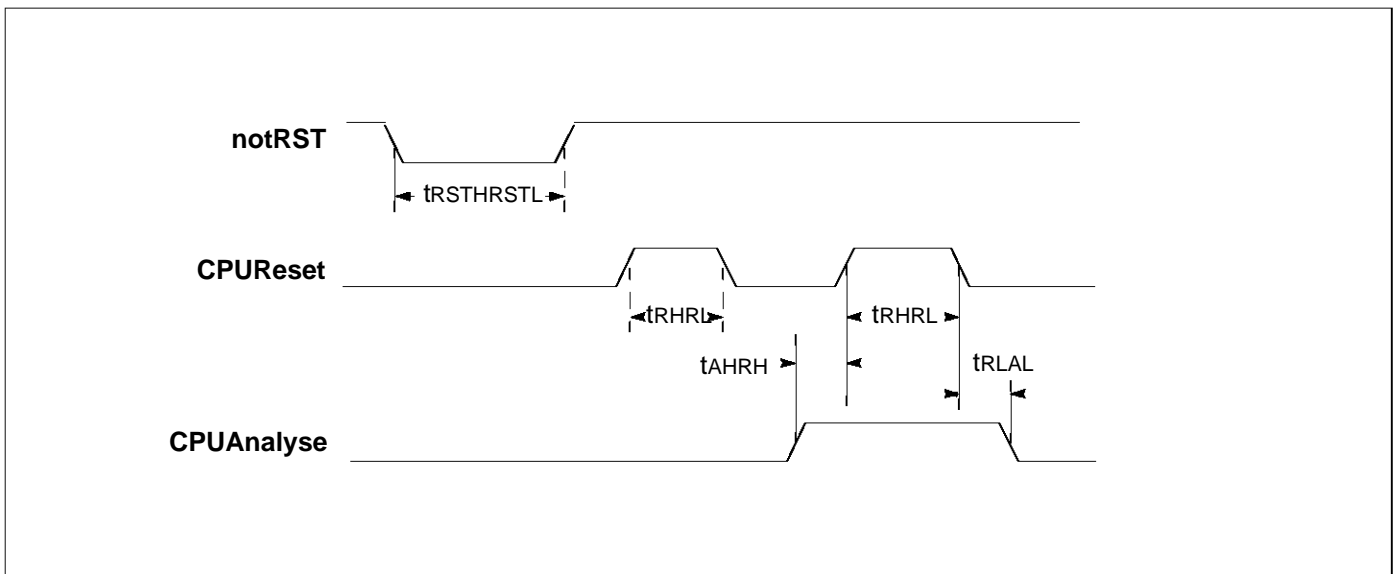 notRST
tRSTHRSTL
CPUReset
tRHRL
tRHRL
tAHRH
tRLAL
CPUAnalyse